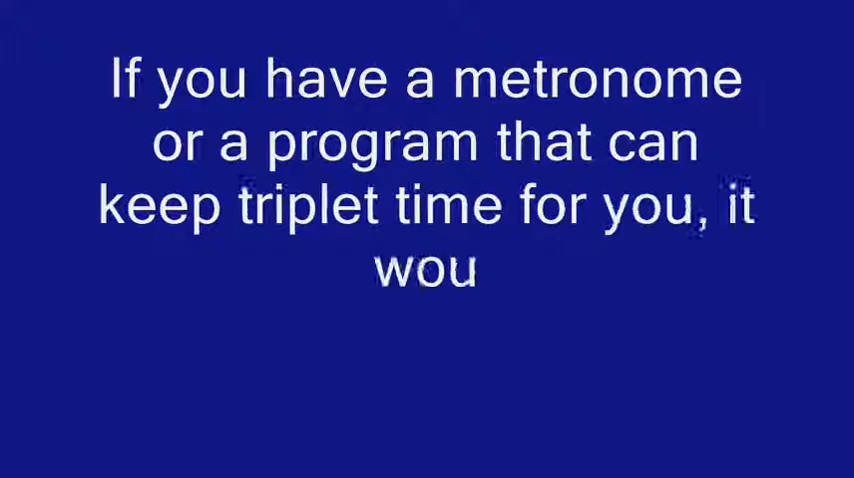 If you have a metronome
or a program that can
keep triplet time for you, it
wou